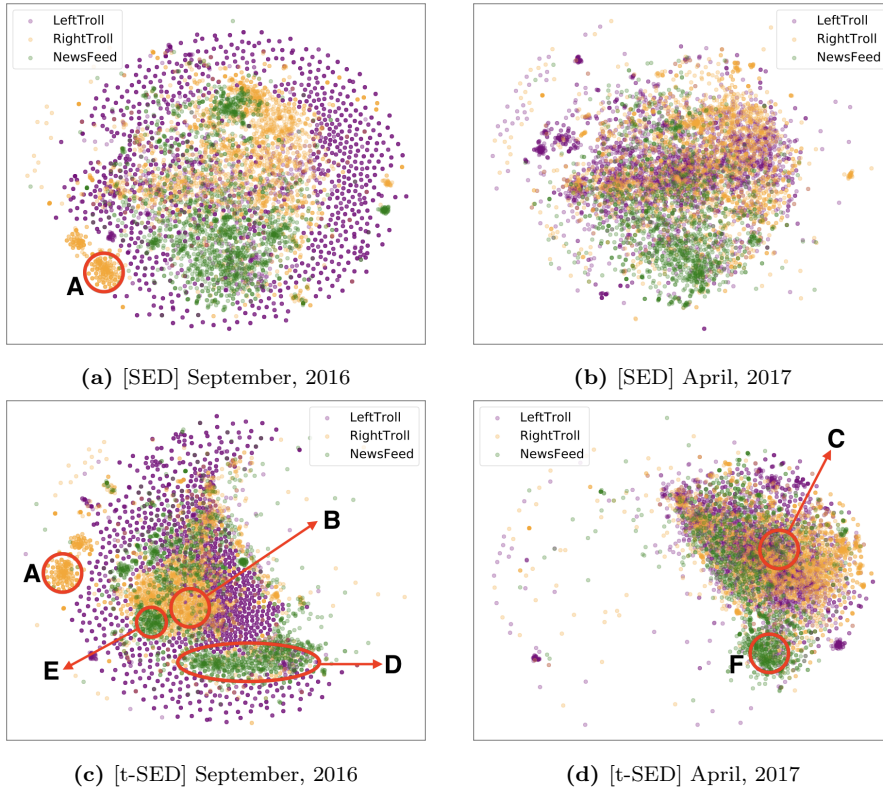 LeftTroll
RightTroll
NewsFeed
A
(a) [SED] September, 2016
LeftTroll
RightTroll
NewsFeed
(b) [SED] April, 2017
LeftTroll
RightTroll
NewsFeed
B
A
E
D
(c) [t-SED] September, 2016
LeftTroll
RightTroll
NewsFeed
C
F
(d) [t-SED] April, 2017